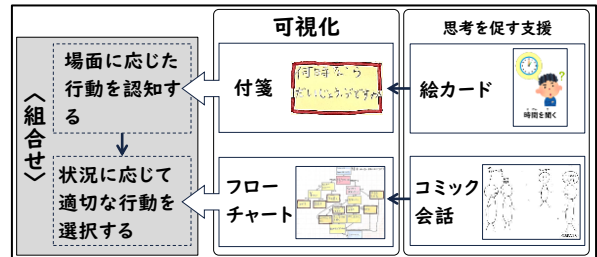 可視化
思考を促す支援
〈組合せ〉
場面に応じた
行動を認知す
る
付箋
何時なら
だいじょうぶですか
絵カード
時間を聞く
状況に応じて
適切な行動を
選択する
フロー
チャート
コミック
会話